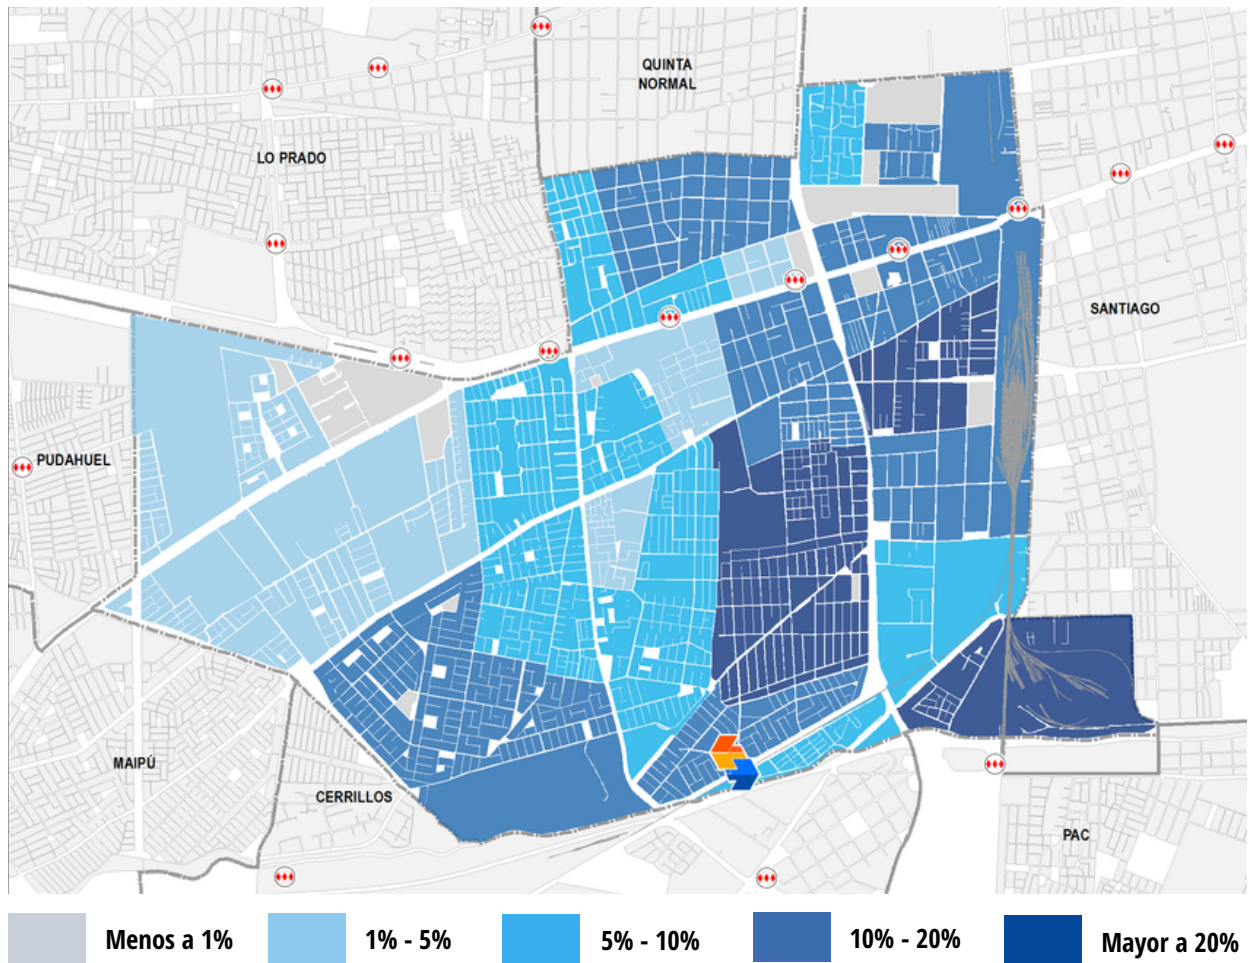 QUINTA
NORMAL
LO PRADO
SANTIAGO
PUDAHUEL
MAIPÚ
CERRILLOS
PAC
Menos a 1%
1% - 5%
5% - 10%
10% - 20%
Mayor a 20%